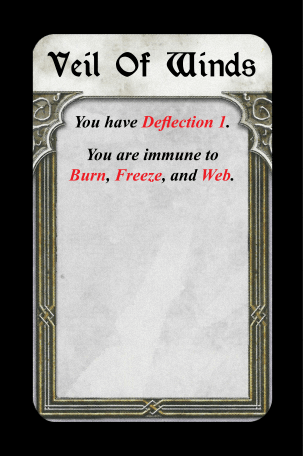 Veil Of Winds
You have Deflection 1.
You are immune to
Burn, Freeze, and Web.